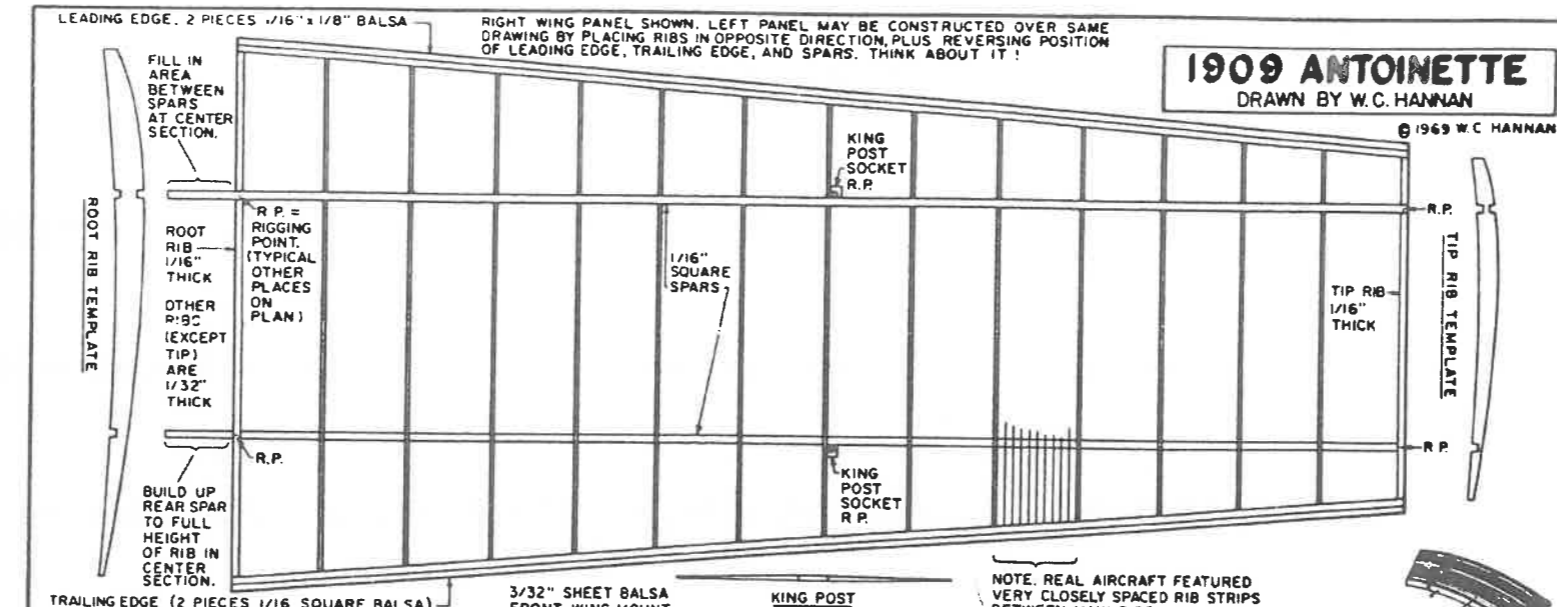 LEADING EDGE. 2 PIECES 1/16" x 1/8" BALSA
RIGHT WING PANEL SHOWN. LEFT PANEL MAY BE CONSTRUCTED OVER SAME
DRAWING BY PLACING RIBS IN OPPOSITE DIRECTION, PLUS REVERSING POSITION
OF LEADING EDGE, TRAILING EDGE, AND SPARS. THINK ABOUT IT !
1909 ANTOINETTE
DRAWN BY W.C. HANNAN
© 1969 W.C HANNAN
FILL IN
AREA
BETWEEN
SPARS
AT CENTER
SECTION.
KING
POST
SOCKET
R.P.
ROOT RIB TEMPLATE
ROOT
RIB
1/16"
THICK
OTHER
RIBS
(EXCEPT
TIP)
ARE
1/32"
THICK
R P. =
RIGGING
POINT.
(TYPICAL
OTHER
PLACES
ON
PLAN)
1/16"
SQUARE
SPARS
R.P.
TIP RIB
1/16"
THICK
TIP RIB TEMPLATE
R.P.
R P.
BUILD UP
REAR SPAR
TO FULL
HEIGHT
OF RIB IN
CENTER
SECTION.
KING
POST
SOCKET
R P.
TRAILING EDGE (2 PIECES 1/16 SQUARE BALSA)
3/32" SHEET BALSA
FRONT WING MOUNT
KING POST
NOTE. REAL AIRCRAFT FEATURED
VERY CLOSELY SPACED RIB STRIPS
BETWEEN